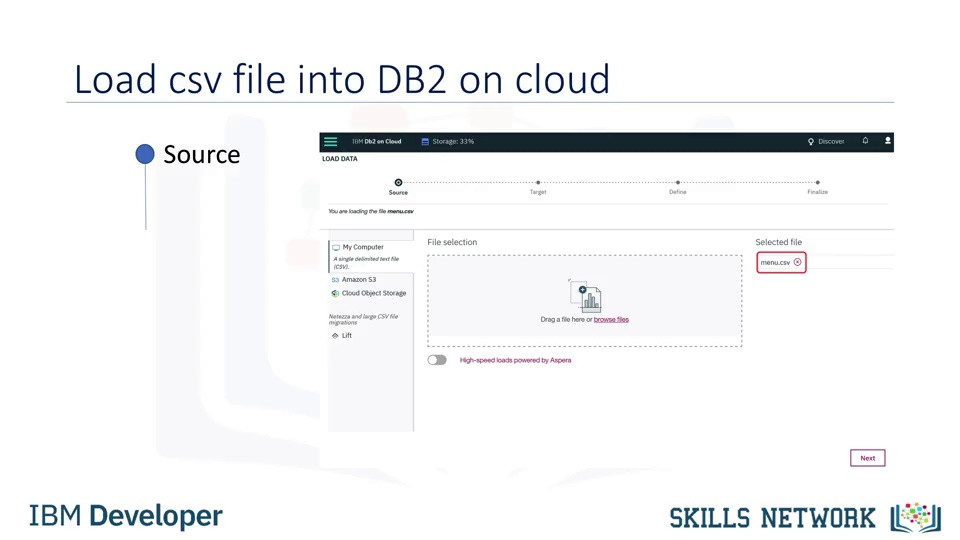 Load csv file into DB2 on cloud
Source
IBM Db2 on Cloud
Storage: 33%
Discover
LOAD DATA
Source
Target
Define
Finalize
You are loading the file menu.csv
My Computer
A single delimited text file
(CSV).
S3 Amazon S3
Cloud Object Storage
Netezza and large CSV file
migrations
Lift
File selection
Drag a file here or browse files
High-speed loads powered by Aspera
Selected file
menu.csv
Next
IBM Developer
SKILLS NETWORK